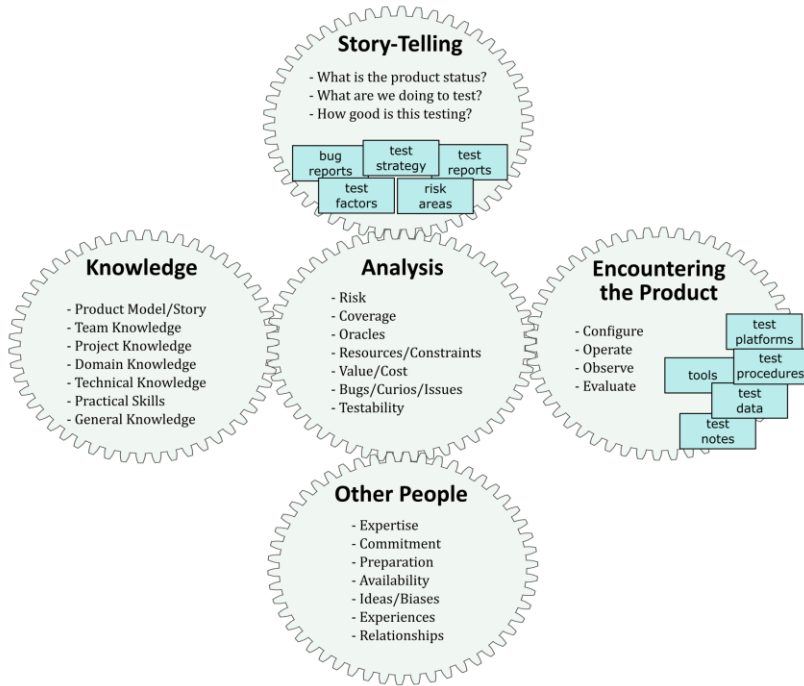 Story-Telling
- What is the product status?
- What are we doing to test?
- How good is this testing?
bug
reports
test
strategy
test
reports
test
factors
risk
areas
Knowledge
- Product Model/Story
- Team Knowledge
- Project Knowledge
- Domain Knowledge
- Technical Knowledge
- Practical Skills
- General Knowledge
Analysis
- Risk
- Coverage
- Oracles
- Resources/Constraints
- Value/Cost
- Bugs/Curios/Issues
- Testability
Encountering
the Product
- Configure
- Operate
- Observe
- Evaluate
test
platforms
test
procedures
tools
test
data
test
notes
Other People
- Expertise
- Commitment
- Preparation
- Availability
- Ideas/Biases
- Experiences
- Relationships